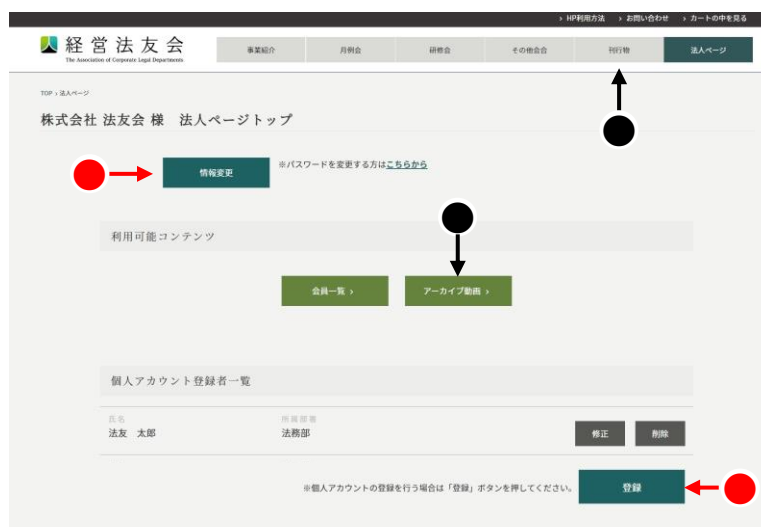 › HP利用方法 › お問い合わせ › カートの中を見る
経営法友会
The Association of Corporate Legal Departments
事業紹介 月例会 研修会 その他会合 刊行物 法人ページ
TOP › 法人ページ
株式会社 法友会 様 法人ページトップ
情報変更 ※パスワードを変更する方はこちらから
利用可能コンテンツ
会員一覧 › アーカイブ動画 ›
個人アカウント登録者一覧
氏名 所属部署
法友 太郎 法務部 修正 削除
※個人アカウントの登録を行う場合は「登録」ボタンを押してください。 登録